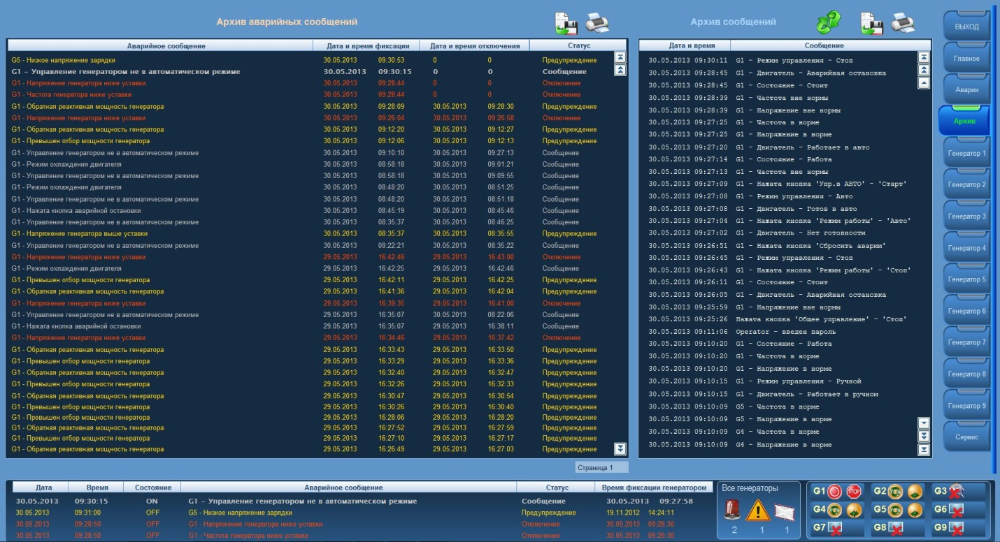 Архив аварийных сообщений
Архив сообщений
Аварийное сообщение Дата и время фиксации Дата и время отключения Статус
G5 - Низкое напряжение зарядки 30.05.2013 09:30:53 0 0 Предупреждение
G1 - Управление генератором не в автоматическом режиме 30.05.2013 09:30:15 0 0 Сообщение
G1 - Напряжение генератора ниже уставки 30.05.2013 09:28:44 0 0 Отключение
G1 - Частота генератора ниже уставки 30.05.2013 09:28:44 0 0 Отключение
G1 - Обратная реактивная мощность генератора 30.05.2013 09:28:09 30.05.2013 09:28:30 Предупреждение
G1 - Напряжение генератора ниже уставки 30.05.2013 09:26:04 30.05.2013 09:26:58 Отключение
G1 - Обратная реактивная мощность генератора 30.05.2013 09:12:20 30.05.2013 09:12:27 Предупреждение
G1 - Превышен отбор мощности генератора 30.05.2013 09:12:06 30.05.2013 09:12:13 Предупреждение
G1 - Управление генератором не в автоматическом режиме 30.05.2013 09:10:10 30.05.2013 09:27:13 Сообщение
G1 - Режим охлаждения двигателя 30.05.2013 08:58:18 30.05.2013 09:01:21 Сообщение
G1 - Управление генератором не в автоматическом режиме 30.05.2013 08:58:18 30.05.2013 09:09:55 Сообщение
G1 - Режим охлаждения двигателя 30.05.2013 08:48:20 30.05.2013 08:51:25 Сообщение
G1 - Управление генератором не в автоматическом режиме 30.05.2013 08:48:20 30.05.2013 08:51:18 Сообщение
G1 - Нажата кнопка аварийной остановки 30.05.2013 08:45:19 30.05.2013 08:45:46 Сообщение
G1 - Управление генератором не в автоматическом режиме 30.05.2013 08:35:37 30.05.2013 08:46:25 Сообщение
G1 - Напряжение генератора выше уставки 30.05.2013 08:35:37 30.05.2013 08:35:55 Предупреждение
G1 - Управление генератором не в автоматическом режиме 30.05.2013 08:22:21 30.05.2013 08:35:22 Сообщение
G1 - Напряжение генератора ниже уставки 29.05.2013 16:42:46 29.05.2013 16:43:00 Отключение
G1 - Режим охлаждения двигателя 29.05.2013 16:42:25 29.05.2013 16:42:46 Сообщение
G1 - Превышен отбор мощности генератора 29.05.2013 16:42:11 29.05.2013 16:42:25 Предупреждение
G1 - Обратная реактивная мощность генератора 29.05.2013 16:41:36 29.05.2013 16:42:04 Предупреждение
G1 - Напряжение генератора ниже уставки 29.05.2013 16:39:35 29.05.2013 16:41:00 Отключение
G1 - Управление генератором не в автоматическом режиме 29.05.2013 16:35:07 30.05.2013 08:22:06 Сообщение
G1 - Нажата кнопка аварийной остановки 29.05.2013 16:35:07 29.05.2013 16:38:11 Сообщение
G1 - Напряжение генератора ниже уставки 29.05.2013 16:34:46 29.05.2013 16:37:42 Отключение
G1 - Обратная реактивная мощность генератора 29.05.2013 16:33:43 29.05.2013 16:33:50 Предупреждение
G1 - Превышен отбор мощности генератора 29.05.2013 16:33:29 29.05.2013 16:33:36 Предупреждение
G1 - Обратная реактивная мощность генератора 29.05.2013 16:32:40 29.05.2013 16:32:47 Предупреждение
G1 - Превышен отбор мощности генератора 29.05.2013 16:32:26 29.05.2013 16:32:33 Предупреждение
G1 - Обратная реактивная мощность генератора 29.05.2013 16:30:47 29.05.2013 16:30:54 Предупреждение
G1 - Превышен отбор мощности генератора 29.05.2013 16:30:26 29.05.2013 16:30:40 Предупреждение
G1 - Превышен отбор мощности генератора 29.05.2013 16:28:06 29.05.2013 16:28:20 Предупреждение
G1 - Обратная реактивная мощность генератора 29.05.2013 16:27:52 29.05.2013 16:27:59 Предупреждение
G1 - Превышен отбор мощности генератора 29.05.2013 16:27:10 29.05.2013 16:27:17 Предупреждение
G1 - Обратная реактивная мощность генератора 29.05.2013 16:26:49 29.05.2013 16:27:03 Предупреждение
Страница 1
Дата и время Сообщение
30.05.2013 09:30:11 G1 - Режим управления - Стоп
30.05.2013 09:28:45 G1 - Двигатель - Аварийная остановка
30.05.2013 09:28:45 G1 - Состояние - Стоит
30.05.2013 09:28:39 G1 - Частота вне нормы
30.05.2013 09:28:39 G1 - Напряжение вне нормы
30.05.2013 09:27:25 G1 - Частота в норме
30.05.2013 09:27:25 G1 - Напряжение в норме
30.05.2013 09:27:20 G1 - Двигатель - Работает в авто
30.05.2013 09:27:14 G1 - Состояние - Работа
30.05.2013 09:27:13 G1 - Частота вне нормы
30.05.2013 09:27:09 G1 - Нажата кнопка 'Упр.в АВТО' - 'Старт'
30.05.2013 09:27:08 G1 - Режим управления - Авто
30.05.2013 09:27:08 G1 - Двигатель - Готов в авто
30.05.2013 09:27:04 G1 - Нажата кнопка 'Режим работы' - 'Авто'
30.05.2013 09:27:02 G1 - Двигатель - Нет готовности
30.05.2013 09:26:51 G1 - Нажата кнопка 'Сбросить аварии'
30.05.2013 09:26:45 G1 - Режим управления - Стоп
30.05.2013 09:26:43 G1 - Нажата кнопка 'Режим работы' - 'Стоп'
30.05.2013 09:26:11 G1 - Состояние - Стоит
30.05.2013 09:26:05 G1 - Двигатель - Аварийная остановка
30.05.2013 09:25:59 G1 - Напряжение вне нормы
30.05.2013 09:25:26 Нажата кнопка 'Общее управление' - 'Стоп'
30.05.2013 09:11:06 Operator - введен пароль
30.05.2013 09:10:20 G1 - Состояние - Работа
30.05.2013 09:10:20 G1 - Частота в норме
30.05.2013 09:10:20 G1 - Напряжение в норме
30.05.2013 09:10:15 G1 - Режим управления - Ручной
30.05.2013 09:10:15 G1 - Двигатель - Работает в ручном
30.05.2013 09:10:09 G5 - Частота в норме
30.05.2013 09:10:09 G5 - Напряжение в норме
30.05.2013 09:10:09 G4 - Частота в норме
30.05.2013 09:10:09 G4 - Напряжение в норме
ВЫХОД
Главное
Аварии
Архив
Генератор 1
Генератор 2
Генератор 3
Генератор 4
Генератор 5
Генератор 6
Генератор 7
Генератор 8
Генератор 9
Сервис
Дата Время Состояние Аварийное сообщение Статус Время фиксации генератором
30.05.2013 09:30:15 ON G1 - Управление генератором не в автоматическом режиме Сообщение 30.05.2013 09:27:58
30.05.2013 09:31:00 OFF G5 - Низкое напряжение зарядки Предупреждение 19.11.2012 14:24:11
30.05.2013 09:28:50 OFF G1 - Напряжение генератора ниже уставки Отключение 30.05.2013 09:26:30
30.05.2013 09:28:50 OFF G1 - Частота генератора ниже уставки Отключение 30.05.2013 09:26:30
Все генераторы
2 1 1
G1 STOP G2 G3
G4 G5 G6
G7 G8 G9